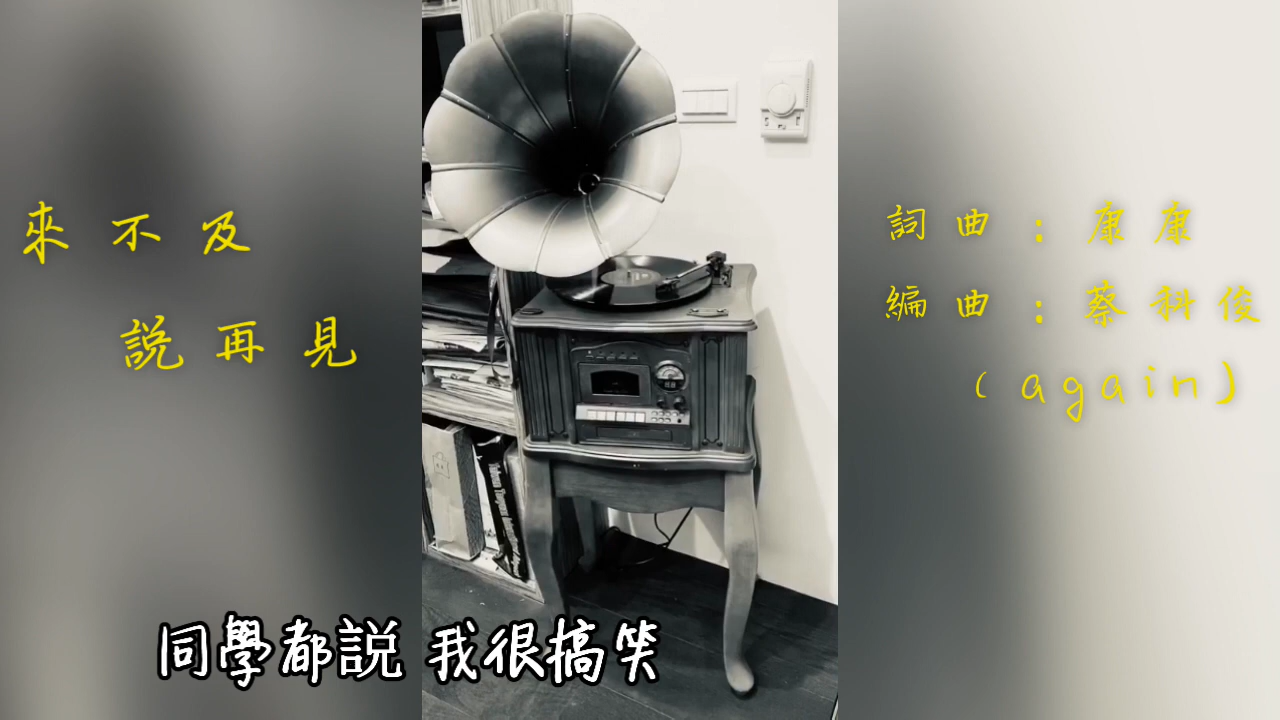 來不及
說再見
詞曲：康康
編曲：蔡科俊
（again）
同學都説 我很搞笑